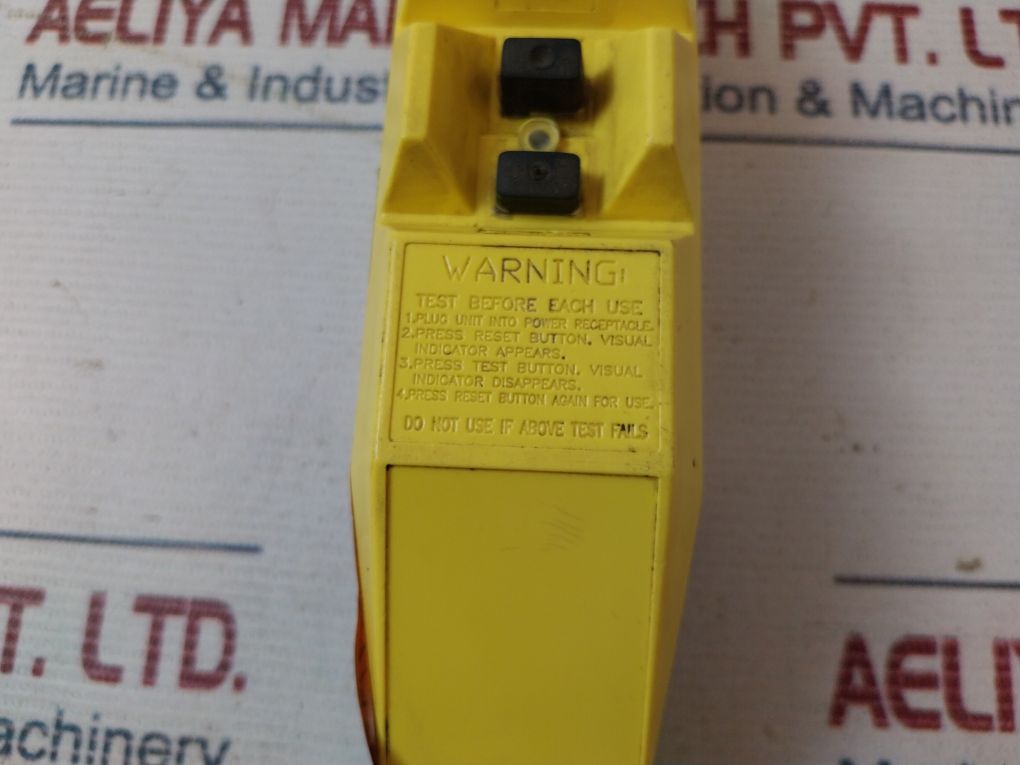 AELIYA MAR H PVT. LT
Marine & Indust ion & Machin
WARNING!
TEST BEFORE EACH USE
1.PLUG UNIT INTO POWER RECEPTACLE.
2.PRESS RESET BUTTON. VISUAL
INDICATOR APPEARS.
3.PRESS TEST BUTTON. VISUAL
INDICATOR DISAPPEARS.
4.PRESS RESET BUTTON AGAIN FOR USE.
DO NOT USE IF ABOVE TEST FAILS
T. LTD.
achinery
AELI